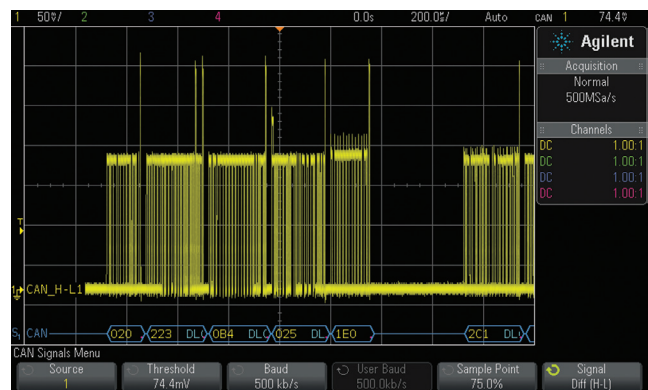 1 50▽/ 2 3 4 0.0s 200.0㎲/ Auto CAN 1 74.4▽
Agilent
Acquisition
Normal
500MSa/s
Channels
DC 1.00:1
DC 1.00:1
DC 1.00:1
DC 1.00:1
T
1 CAN_H-L1
S1 CAN 020 223 DL 0B4 DL 025 DL 1E0 2C1 DL
CAN Signals Menu
Source Threshold Baud User Baud Sample Point Signal
1 74.4mV 500 kb/s 500.0kb/s 75.0% Diff (H-L)